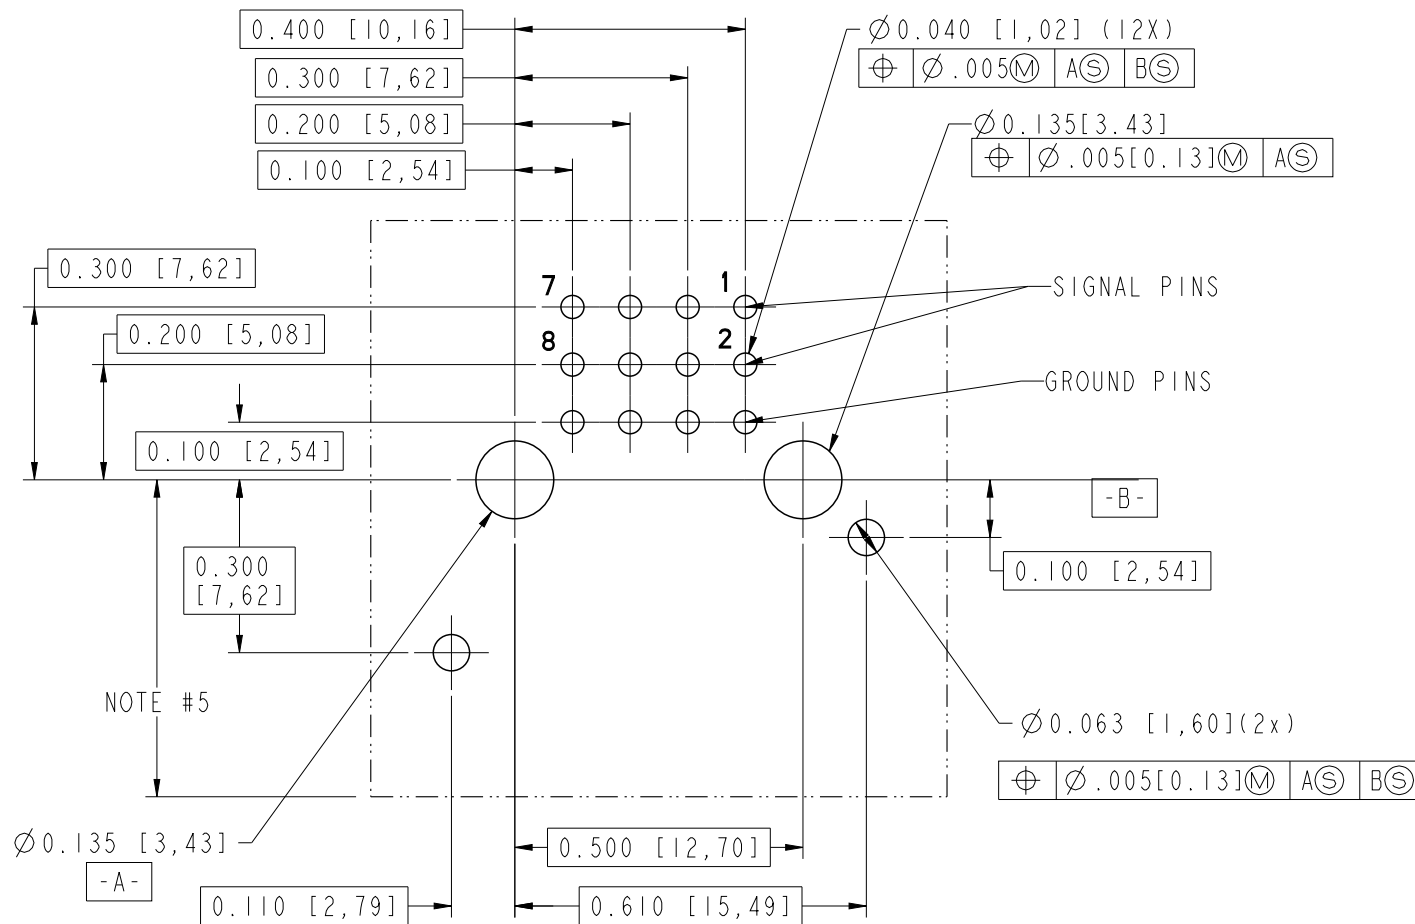 0.400 [10,16]
Ø0.040 [1,02] (12X)
0.300 [7,62]
⌖ Ø.005Ⓜ AⓈ BⓈ
0.200 [5,08]
Ø0.135[3.43]
0.100 [2,54]
⌖ Ø.005[0.13]Ⓜ AⓈ
0.300 [7,62]
7
1
SIGNAL PINS
0.200 [5,08]
8
2
GROUND PINS
0.100 [2,54]
-B-
0.300
[7,62]
0.100 [2,54]
NOTE #5
Ø0.063 [1,60](2x)
⌖ Ø.005[0.13]Ⓜ AⓈ BⓈ
Ø0.135 [3,43]
0.500 [12,70]
-A-
0.110 [2,79]
0.610 [15,49]